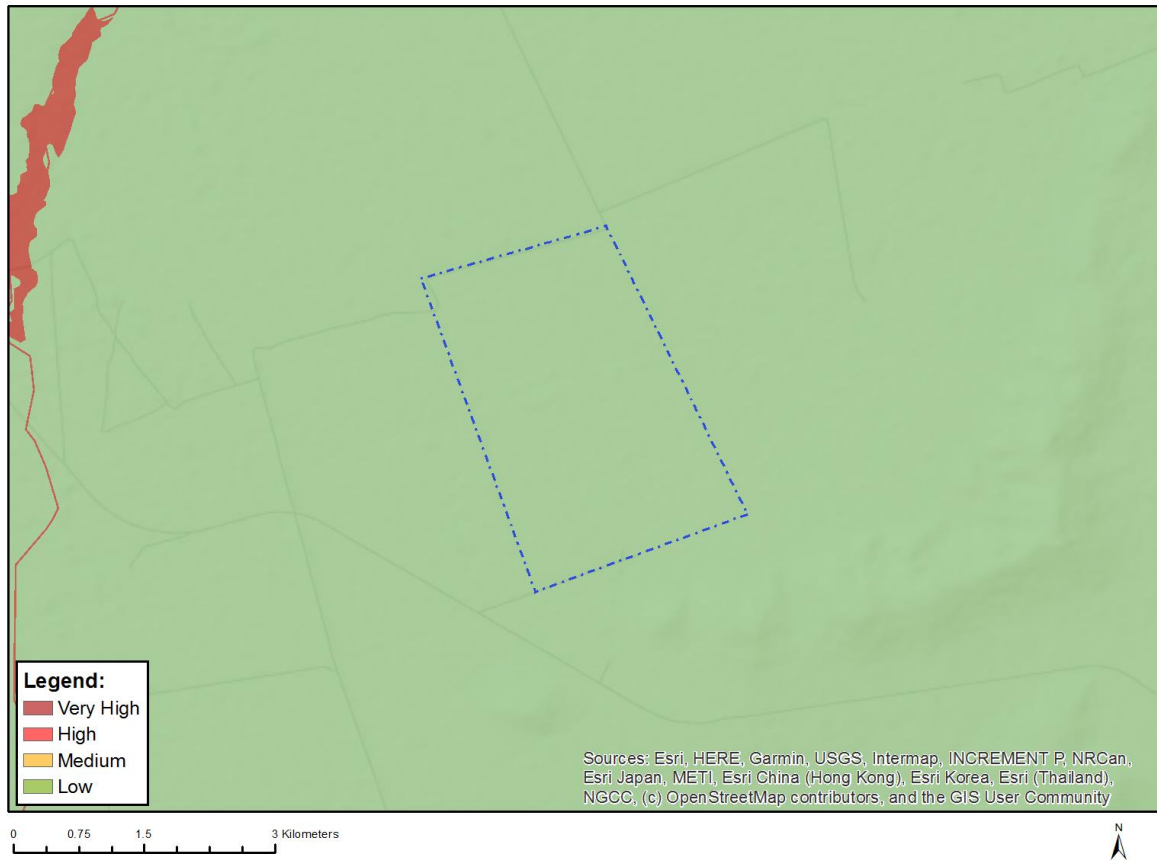 Legend:
Very High
High
Medium
Low
Sources: Esri, HERE, Garmin, USGS, Intermap, INCREMENT P, NRCan,
Esri Japan, METI, Esri China (Hong Kong), Esri Korea, Esri (Thailand),
NGCC, (c) OpenStreetMap contributors, and the GIS User Community
0 0.75 1.5 3 Kilometers
N